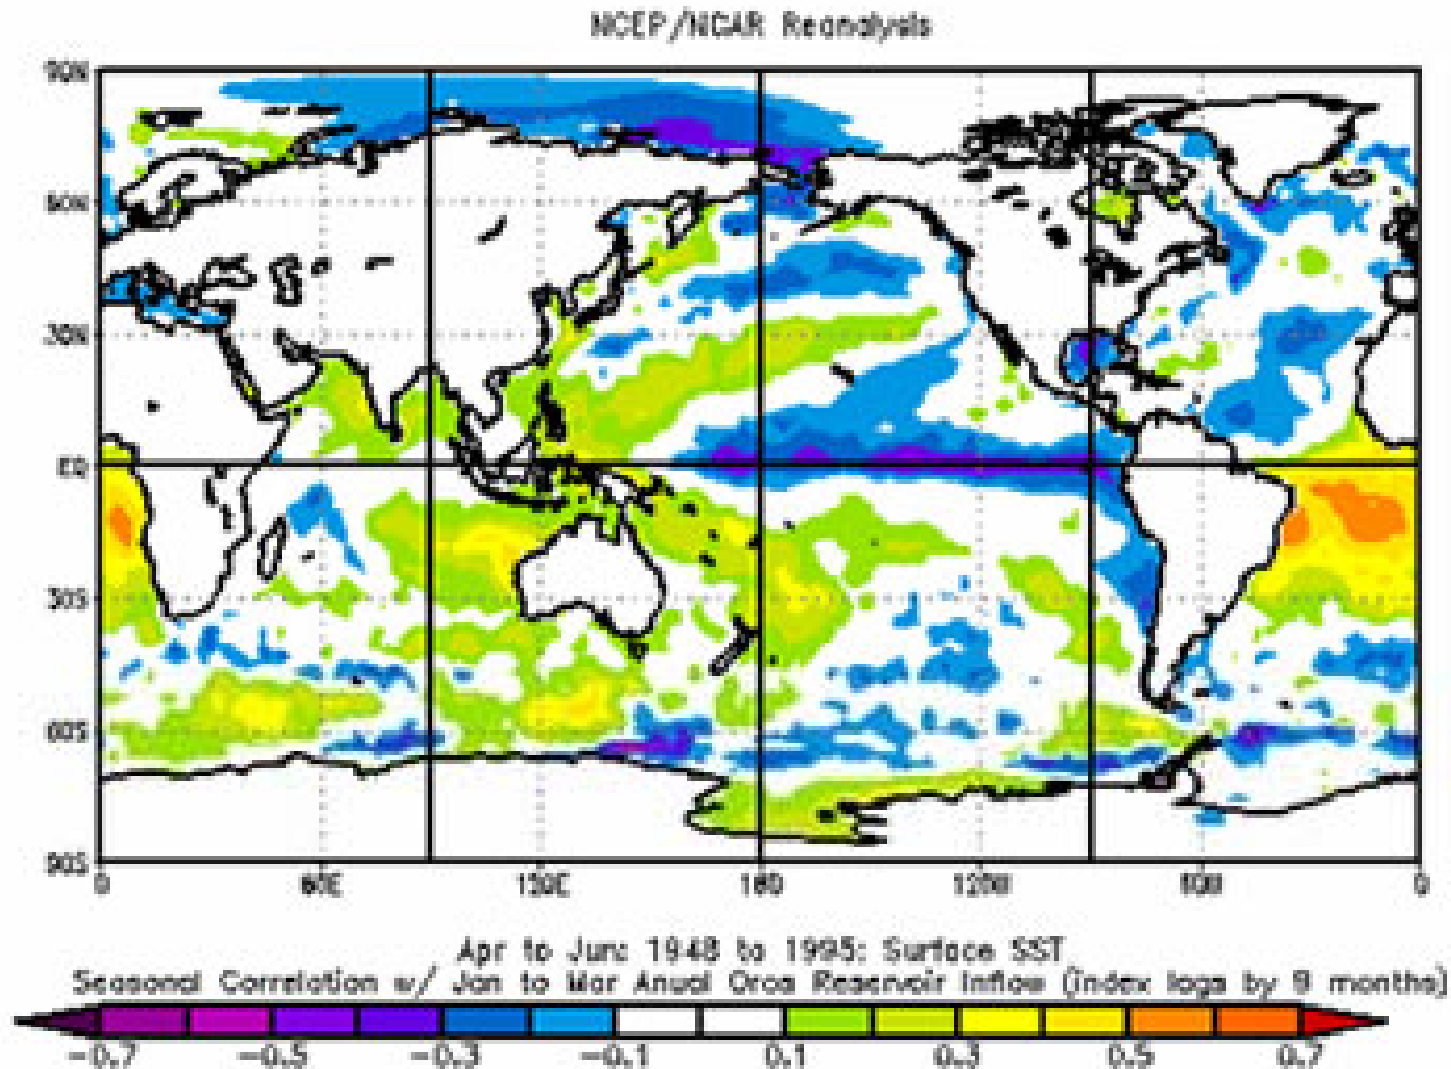 NCEP/NCAR Reanalysis
90N
60N
30N
EQ
30S
60S
90S
0 60E 120E 180 120W 60W 0
Apr to Jun: 1948 to 1995: Surface SST
Seasonal Correlation w/ Jan to Mar Anual Oroa Reservoir Inflow (index lags by 9 months)
-0.7 -0.5 -0.3 -0.1 0.1 0.3 0.5 0.7